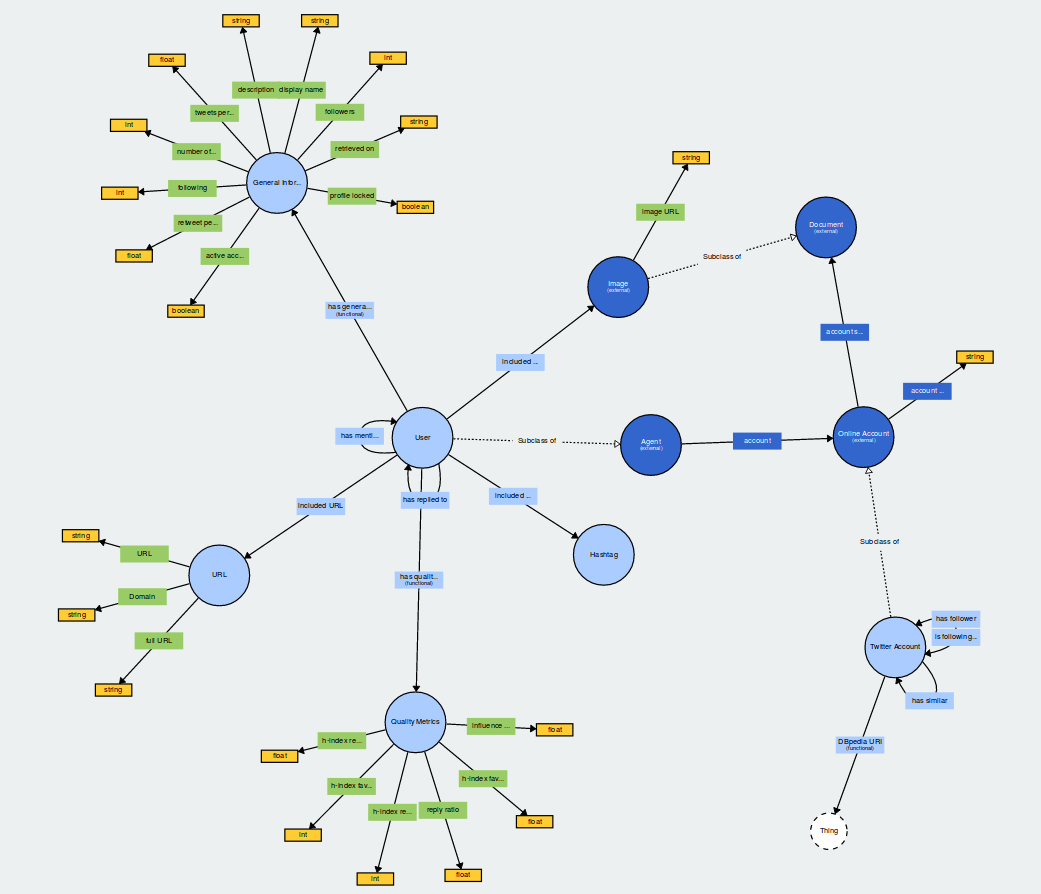 string
string
float
int
description
display name
tweets per...
followers
int
string
number of...
retrieved on
string
General Infor...
int
following
profile locked
boolean
Image URL
retweet pe...
Document
(external)
float
active acc...
Subclass of
Image
(external)
boolean
has genera...
(functional)
account s...
string
Included ...
account ...
has menti...
User
Subclass of
Agent
(external)
account
Online Account
(external)
Included ...
has replied to
Included URL
string
URL
Subclass of
Hashtag
URL
has qualit...
(functional)
Domain
string
has follower
is following...
full URL
Twitter Account
string
has similar
Quality Metrics
influence ...
float
h-index re...
DBpedia URI
(functional)
float
h-index fav...
h-index fav...
h-index re...
reply ratio
float
Thing
int
float
int